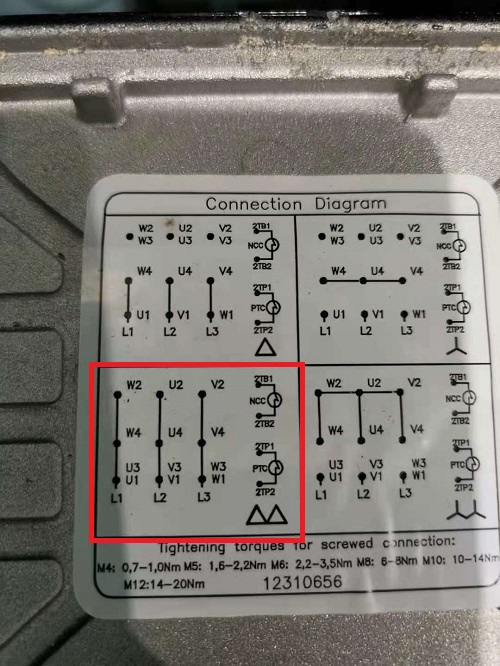 Connection Diagram
W2 U2 V2 2TB1
W3 U3 V3 NCC
2TB2
W4 U4 V4 2TP1
PTC
U1 V1 W1 2TP2
L1 L2 L3
W2 U2 V2 2TB1
W3 U3 V3 NCC
2TB2
W4 U4 V4 2TP1
PTC
U1 V1 W1 2TP2
L1 L2 L3
W2 U2 V2 2TB1
NCC
2TB2
W4 U4 V4 2TP1
U3 V3 W3 PTC
U1 V1 W1 2TP2
L1 L2 L3
W2 U2 V2 2TB1
NCC
2TB2
W4 U4 V4 2TP1
U3 V3 W3 PTC
U1 V1 W1 2TP2
L1 L2 L3
Tightening torques for screwed connection:
M4: 0,7-1,0Nm M5: 1,6-2,2Nm M6: 2,2-3,5Nm M8: 6-8Nm M10: 10-14Nm
M12:14-20Nm 12310656